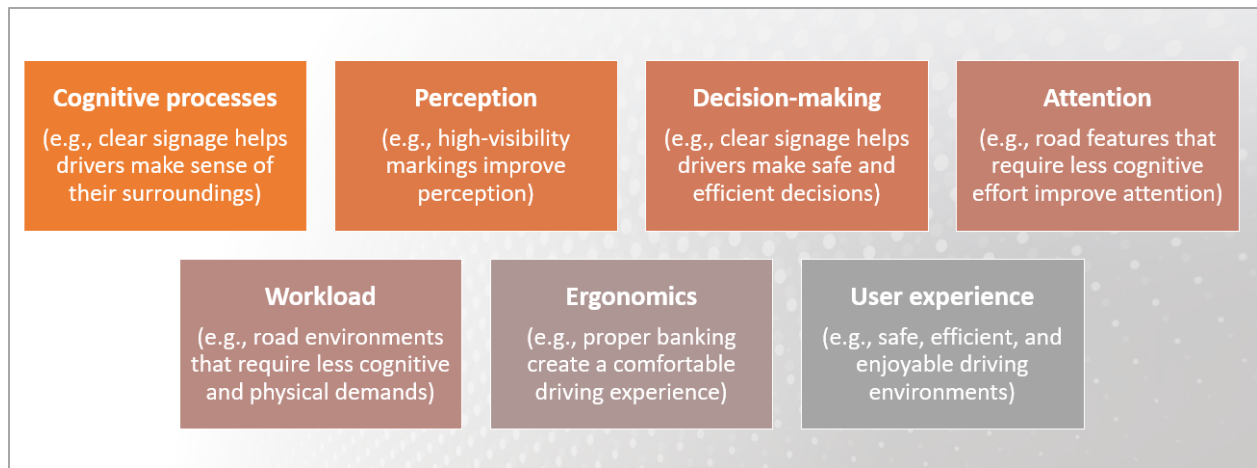 Cognitive processes
(e.g., clear signage helps
drivers make sense of
their surroundings)
Perception
(e.g., high-visibility
markings improve
perception)
Decision-making
(e.g., clear signage helps
drivers make safe and
efficient decisions)
Attention
(e.g., road features that
require less cognitive
effort improve attention)
Workload
(e.g., road environments
that require less cognitive
and physical demands)
Ergonomics
(e.g., proper banking
create a comfortable
driving experience)
User experience
(e.g., safe, efficient, and
enjoyable driving
environments)